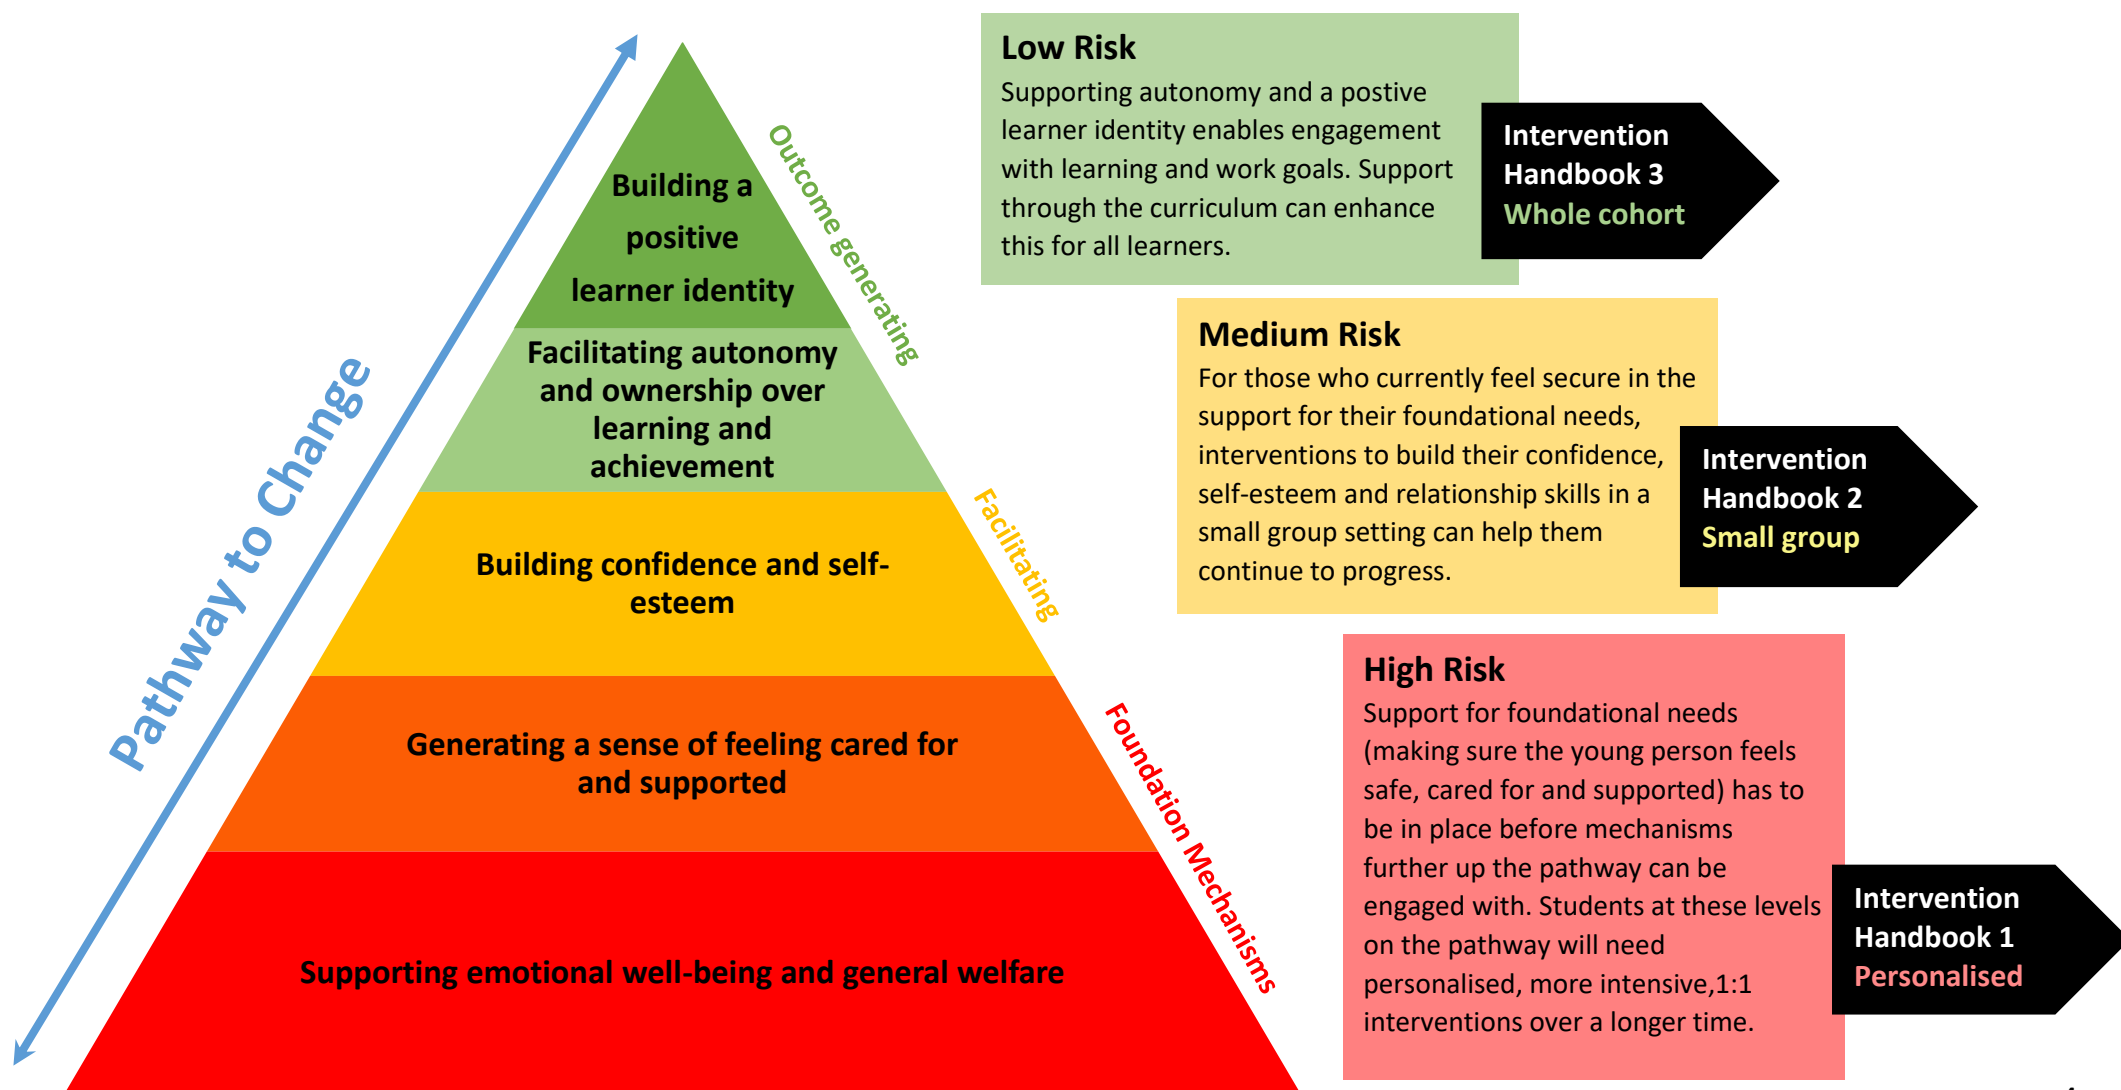 Pathway to Change
Building a
positive
learner identity
Facilitating autonomy
and ownership over
learning and
achievement
Building confidence and self-
esteem
Generating a sense of feeling cared for
and supported
Supporting emotional well-being and general welfare
Outcome generating
Facilitating
Foundation Mechanisms
Low Risk
Supporting autonomy and a postive
learner identity enables engagement
with learning and work goals. Support
through the curriculum can enhance
this for all learners.
Intervention
Handbook 3
Whole cohort
Medium Risk
For those who currently feel secure in the
support for their foundational needs,
interventions to build their confidence,
self-esteem and relationship skills in a
small group setting can help them
continue to progress.
Intervention
Handbook 2
Small group
High Risk
Support for foundational needs
(making sure the young person feels
safe, cared for and supported) has to
be in place before mechanisms
further up the pathway can be
engaged with. Students at these levels
on the pathway will need
personalised, more intensive,1:1
interventions over a longer time.
Intervention
Handbook 1
Personalised